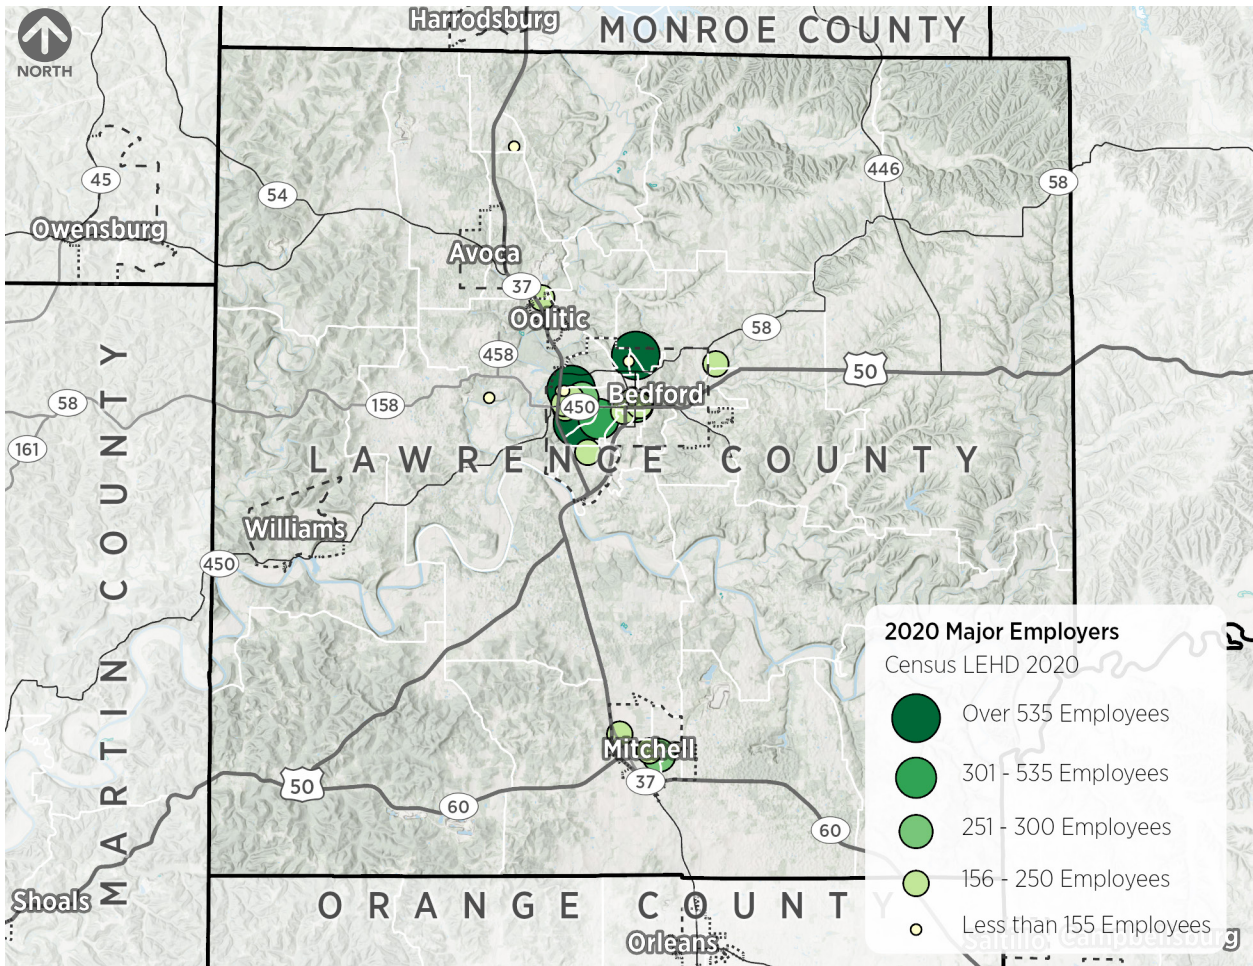 Harrodsburg
MONROE COUNTY
NORTH
446
45
58
54
Owensburg
Avoca
37
Oolitic
58
458
50
Bedford
58
158
450
161
LAWRENCE COUNTY
MARTIN COUNTY
Williams
450
2020 Major Employers
Census LEHD 2020
Over 535 Employees
301 - 535 Employees
251 - 300 Employees
156 - 250 Employees
Less than 155 Employees
Mitchell
37
50
60
60
Shoals
ORANGE COUNTY
Orleans
Saltillo
Campbellsburg